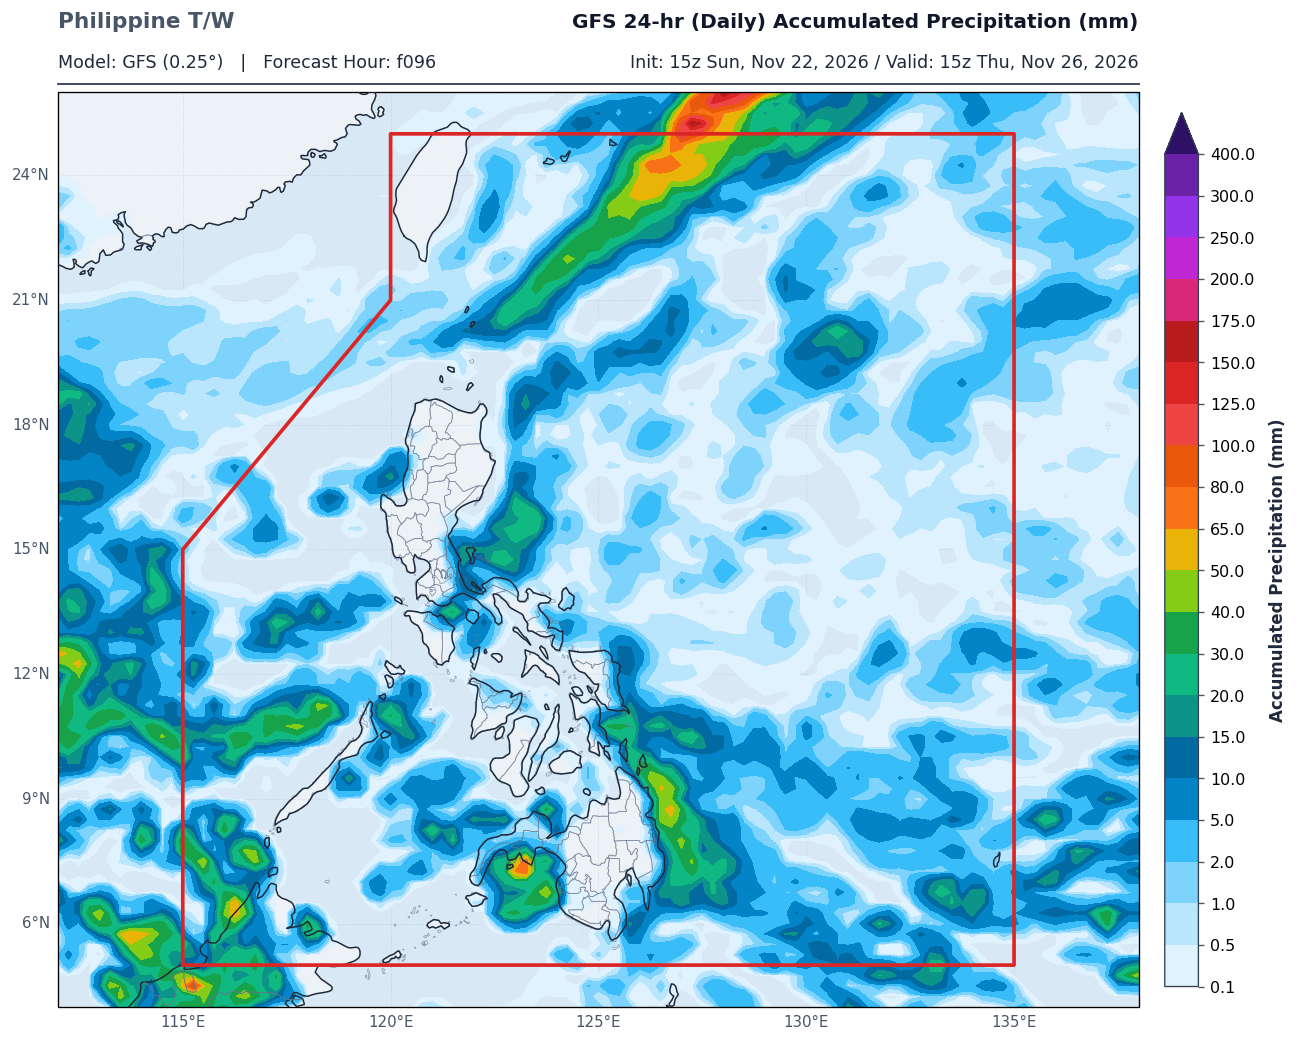 Philippine T/W
GFS 24-hr (Daily) Accumulated Precipitation (mm)
Model: GFS (0.25°) | Forecast Hour: f096
Init: 15z Sun, Nov 22, 2026 / Valid: 15z Thu, Nov 26, 2026
24°N
21°N
18°N
15°N
12°N
9°N
6°N
115°E
120°E
125°E
130°E
135°E
400.0
300.0
250.0
200.0
175.0
150.0
125.0
100.0
80.0
65.0
50.0
40.0
30.0
20.0
15.0
10.0
5.0
2.0
1.0
0.5
0.1
Accumulated Precipitation (mm)